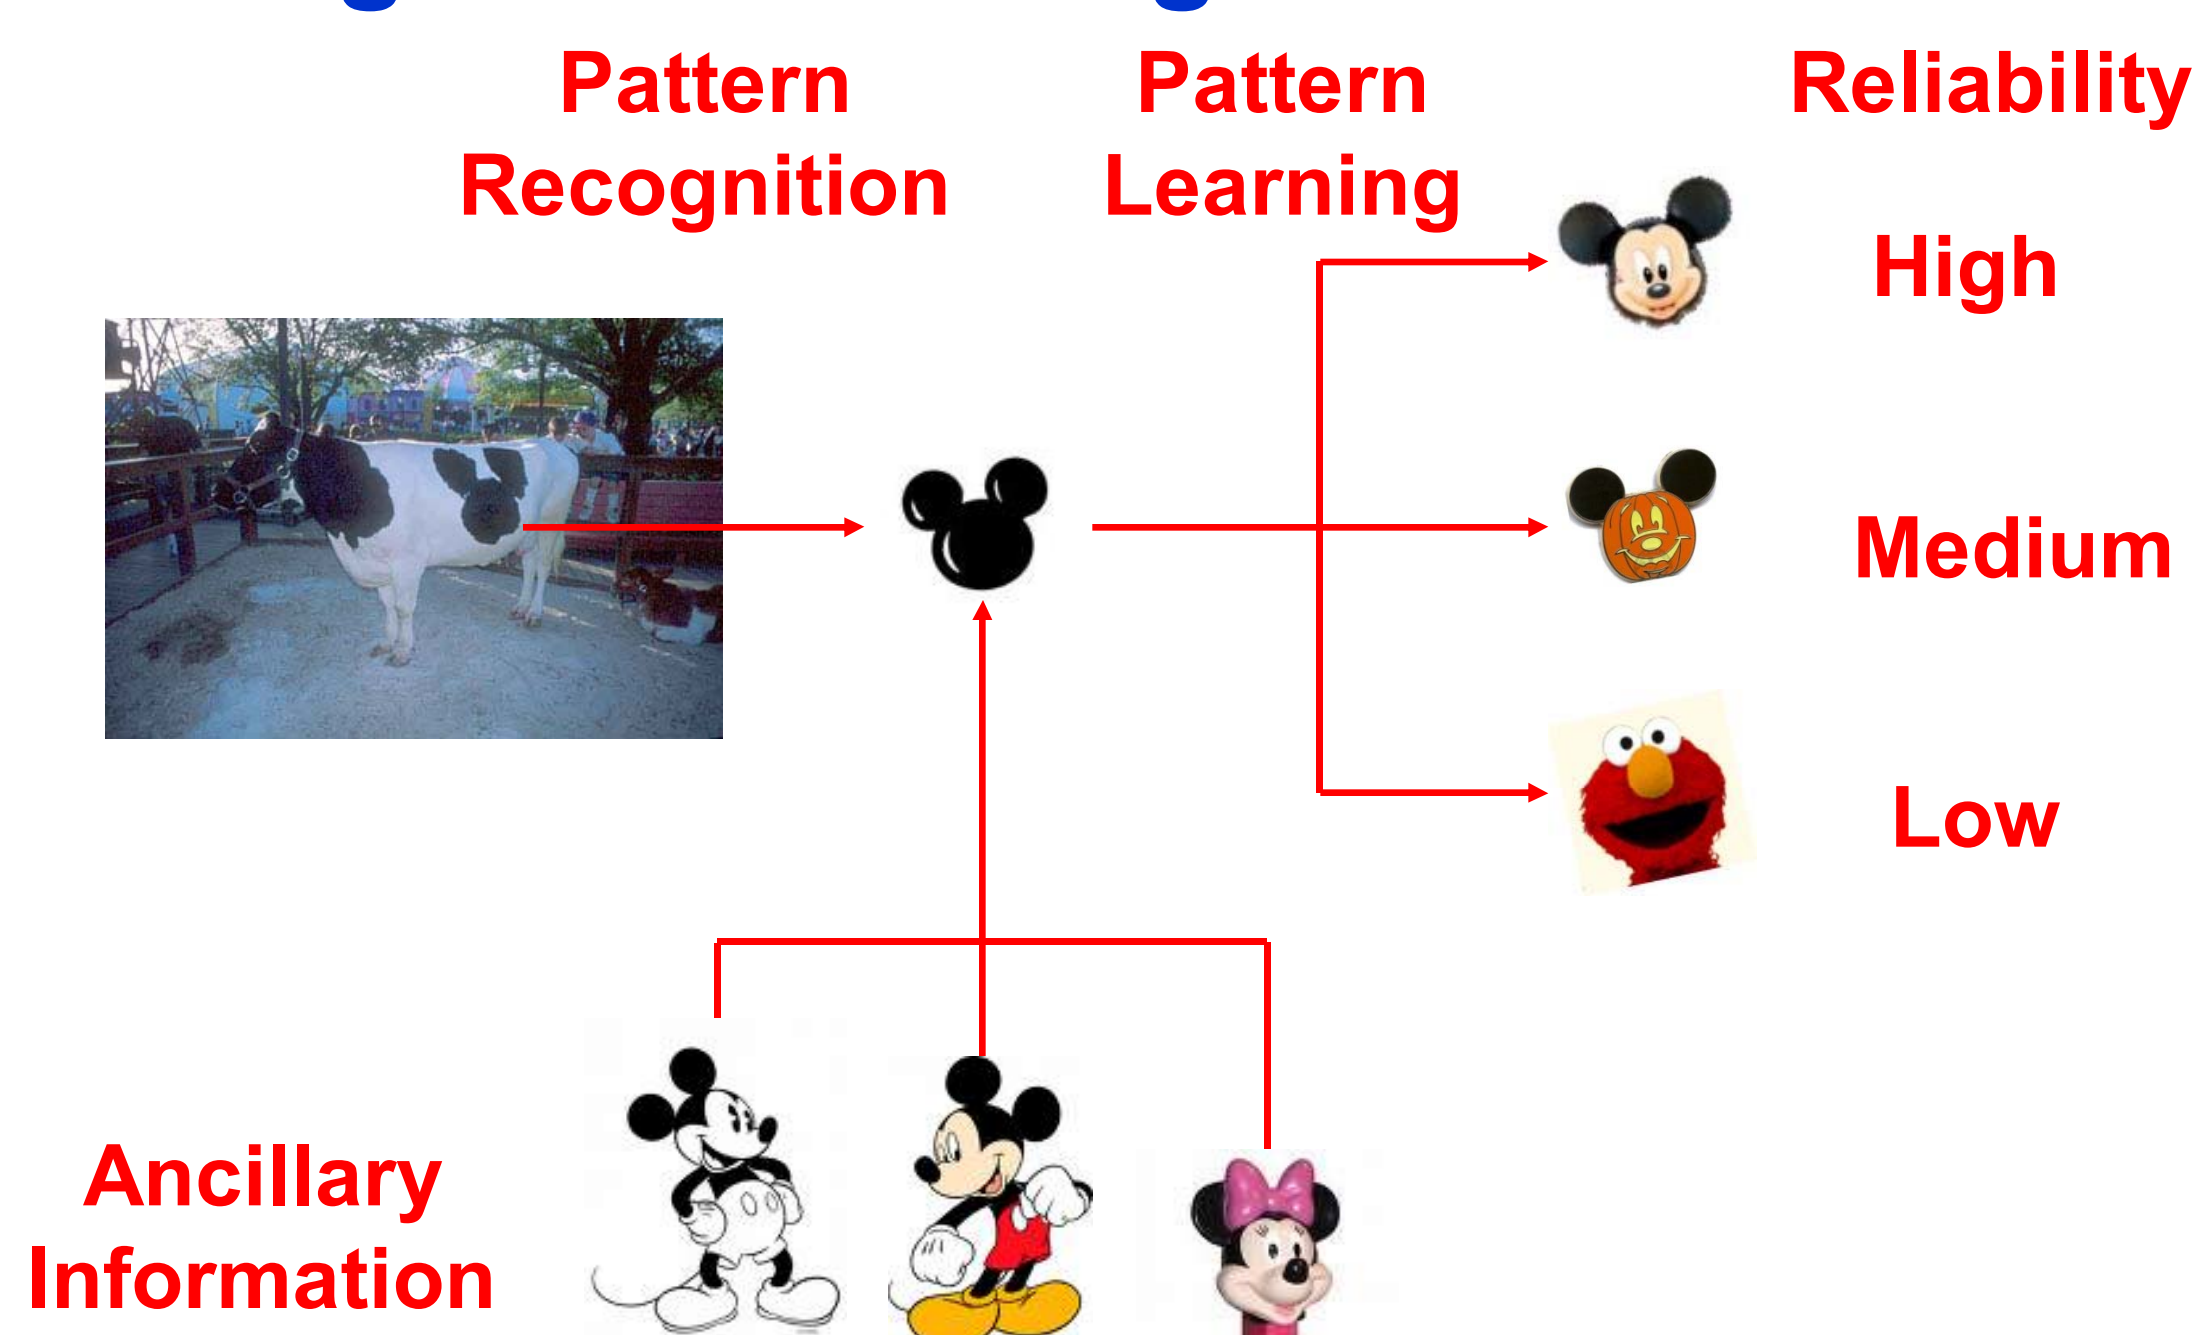 Pattern
Recognition
Pattern
Learning
Reliability
High
Medium
Low
Ancillary
Information